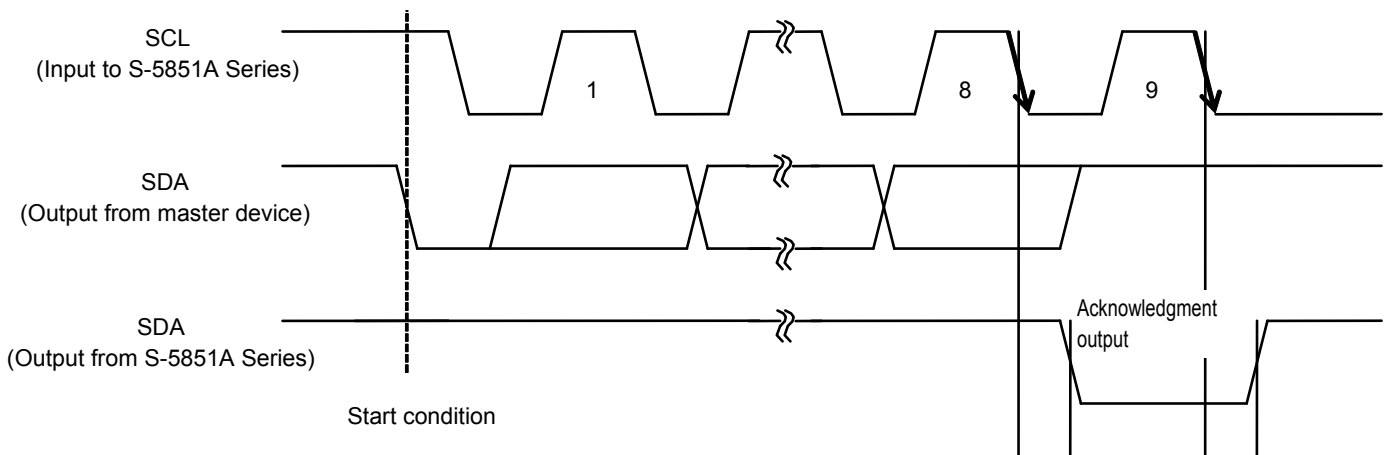 SCL
(Input to S-5851A Series)
1
8
9
SDA
(Output from master device)
SDA
(Output from S-5851A Series)
Acknowledgment
output
Start condition